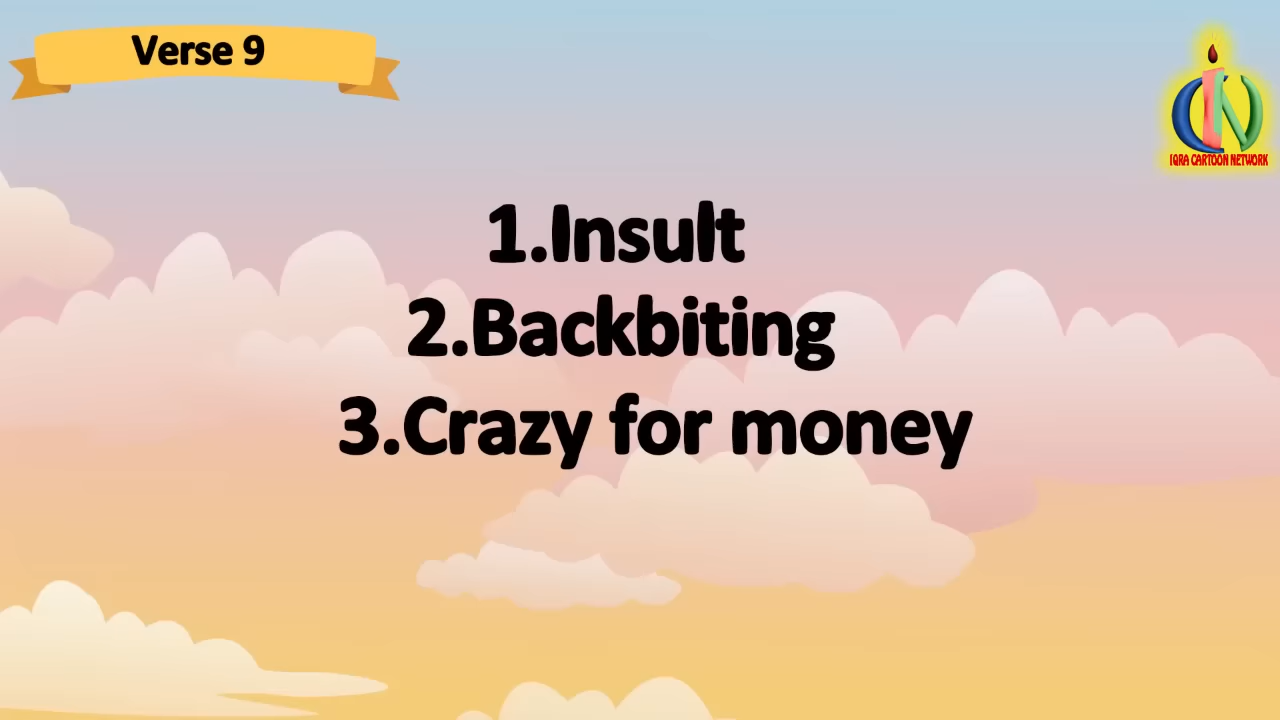 Verse 9
IQRA CARTOON NETWORK
1.Insult
2.Backbiting
3.Crazy for money